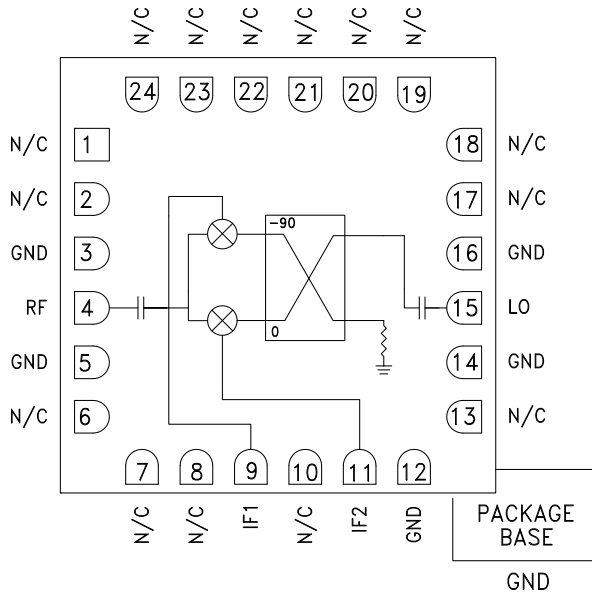 N/C N/C N/C N/C N/C N/C
24 23 22 21 20 19
N/C 1 18 N/C
N/C 2 17 N/C
GND 3 16 GND
RF 4 15 LO
GND 5 14 GND
N/C 6 13 N/C
-90
0
7 8 9 10 11 12
N/C N/C IF1 N/C IF2 GND
PACKAGE
BASE
GND